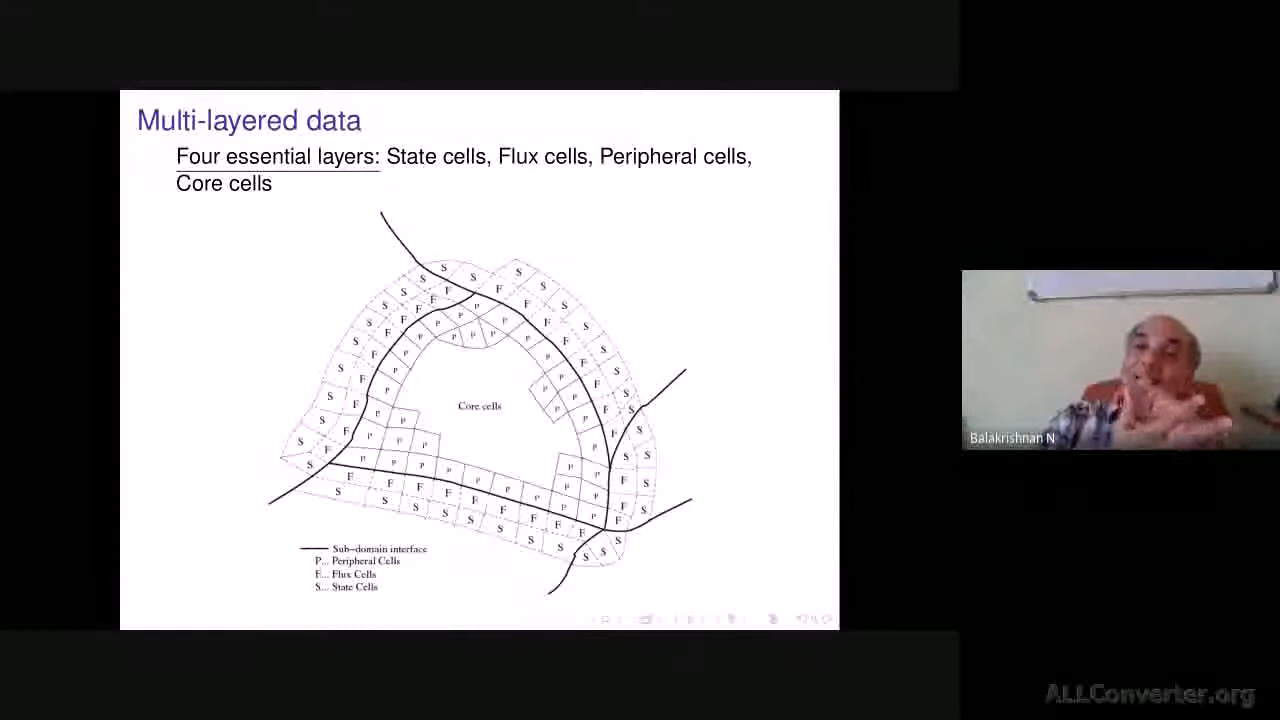 Multi-layered data
Four essential layers: State cells, Flux cells, Peripheral cells,
Core cells
Core cells
Sub-domain interface
P... Peripheral Cells
F... Flux Cells
S... State Cells
Balakrishnan N
ALLConverter.org